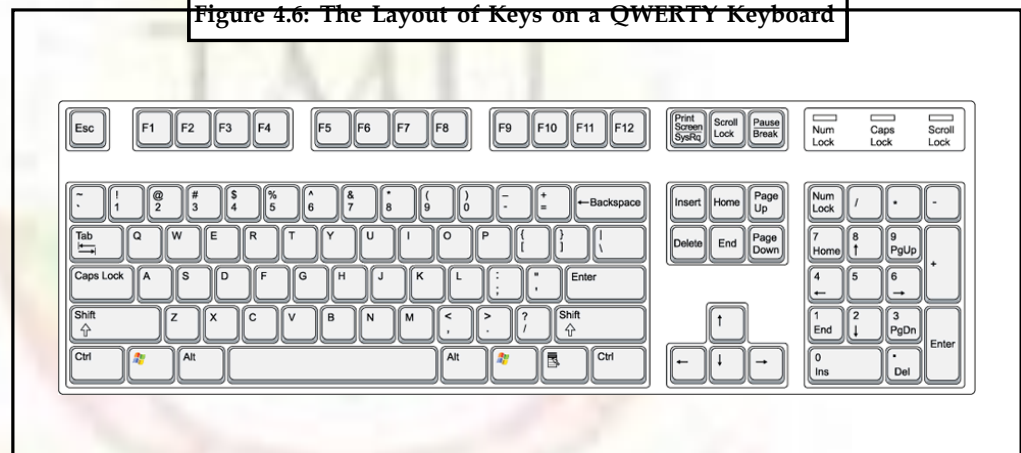 Figure 4.6: The Layout of Keys on a QWERTY Keyboard
Esc F1 F2 F3 F4 F5 F6 F7 F8 F9 F10 F11 F12 Print Screen SysRq Scroll Lock Pause Break Num Lock Caps Lock Scroll Lock
~ ` ! 1 @ 2 # 3 $ 4 % 5 ^ 6 & 7 * 8 ( 9 ) 0 – - + = ←Backspace Insert Home Page Up Num Lock / * -
Tab Q W E R T Y U I O P { [ } ] | \ Delete End Page Down 7 Home 8 ↑ 9 PgUp +
Caps Lock A S D F G H J K L : ; " ' Enter 4 ← 5 6 →
Shift Z X C V B N M < , > . ? / Shift ↑ 1 End 2 ↓ 3 PgDn Enter
Ctrl Alt Alt Ctrl ← ↓ → 0 Ins . Del